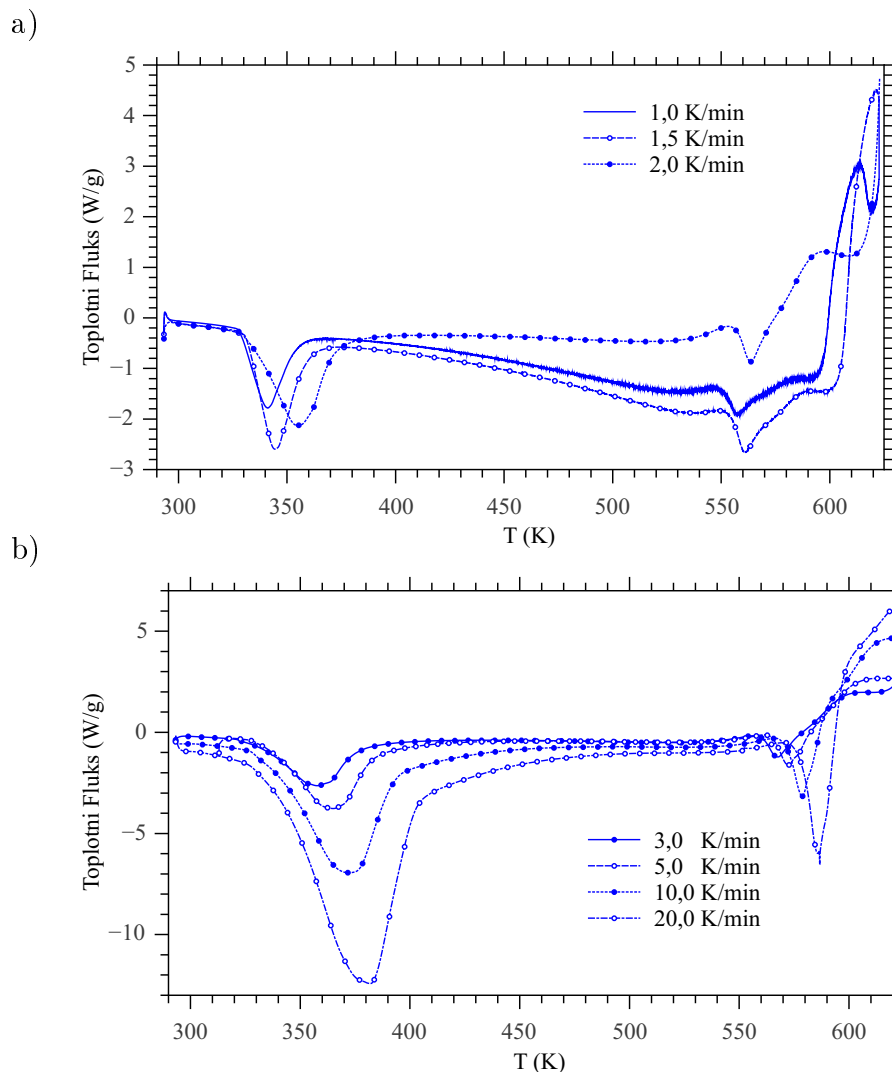 a)
5
4
3
2
1
0
−1
−2
−3
Toplotni Fluks (W/g)
1,0 K/min
1,5 K/min
2,0 K/min
300 350 400 450 500 550 600
T (K)
b)
5
0
−5
−10
Toplotni Fluks (W/g)
3,0 K/min
5,0 K/min
10,0 K/min
20,0 K/min
300 350 400 450 500 550 600
T (K)